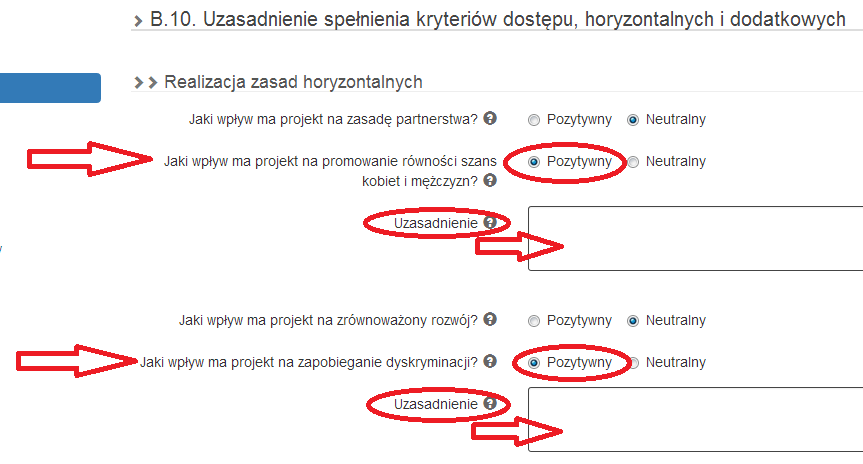 B.10. Uzasadnienie spełnienia kryteriów dostępu, horyzontalnych i dodatkowych
Realizacja zasad horyzontalnych
Jaki wpływ ma projekt na zasadę partnerstwa? Pozytywny Neutralny
Jaki wpływ ma projekt na promowanie równości szans Pozytywny Neutralny
kobiet i mężczyzn?
Uzasadnienie
Jaki wpływ ma projekt na zrównoważony rozwój? Pozytywny Neutralny
Jaki wpływ ma projekt na zapobieganie dyskryminacji? Pozytywny Neutralny
Uzasadnienie